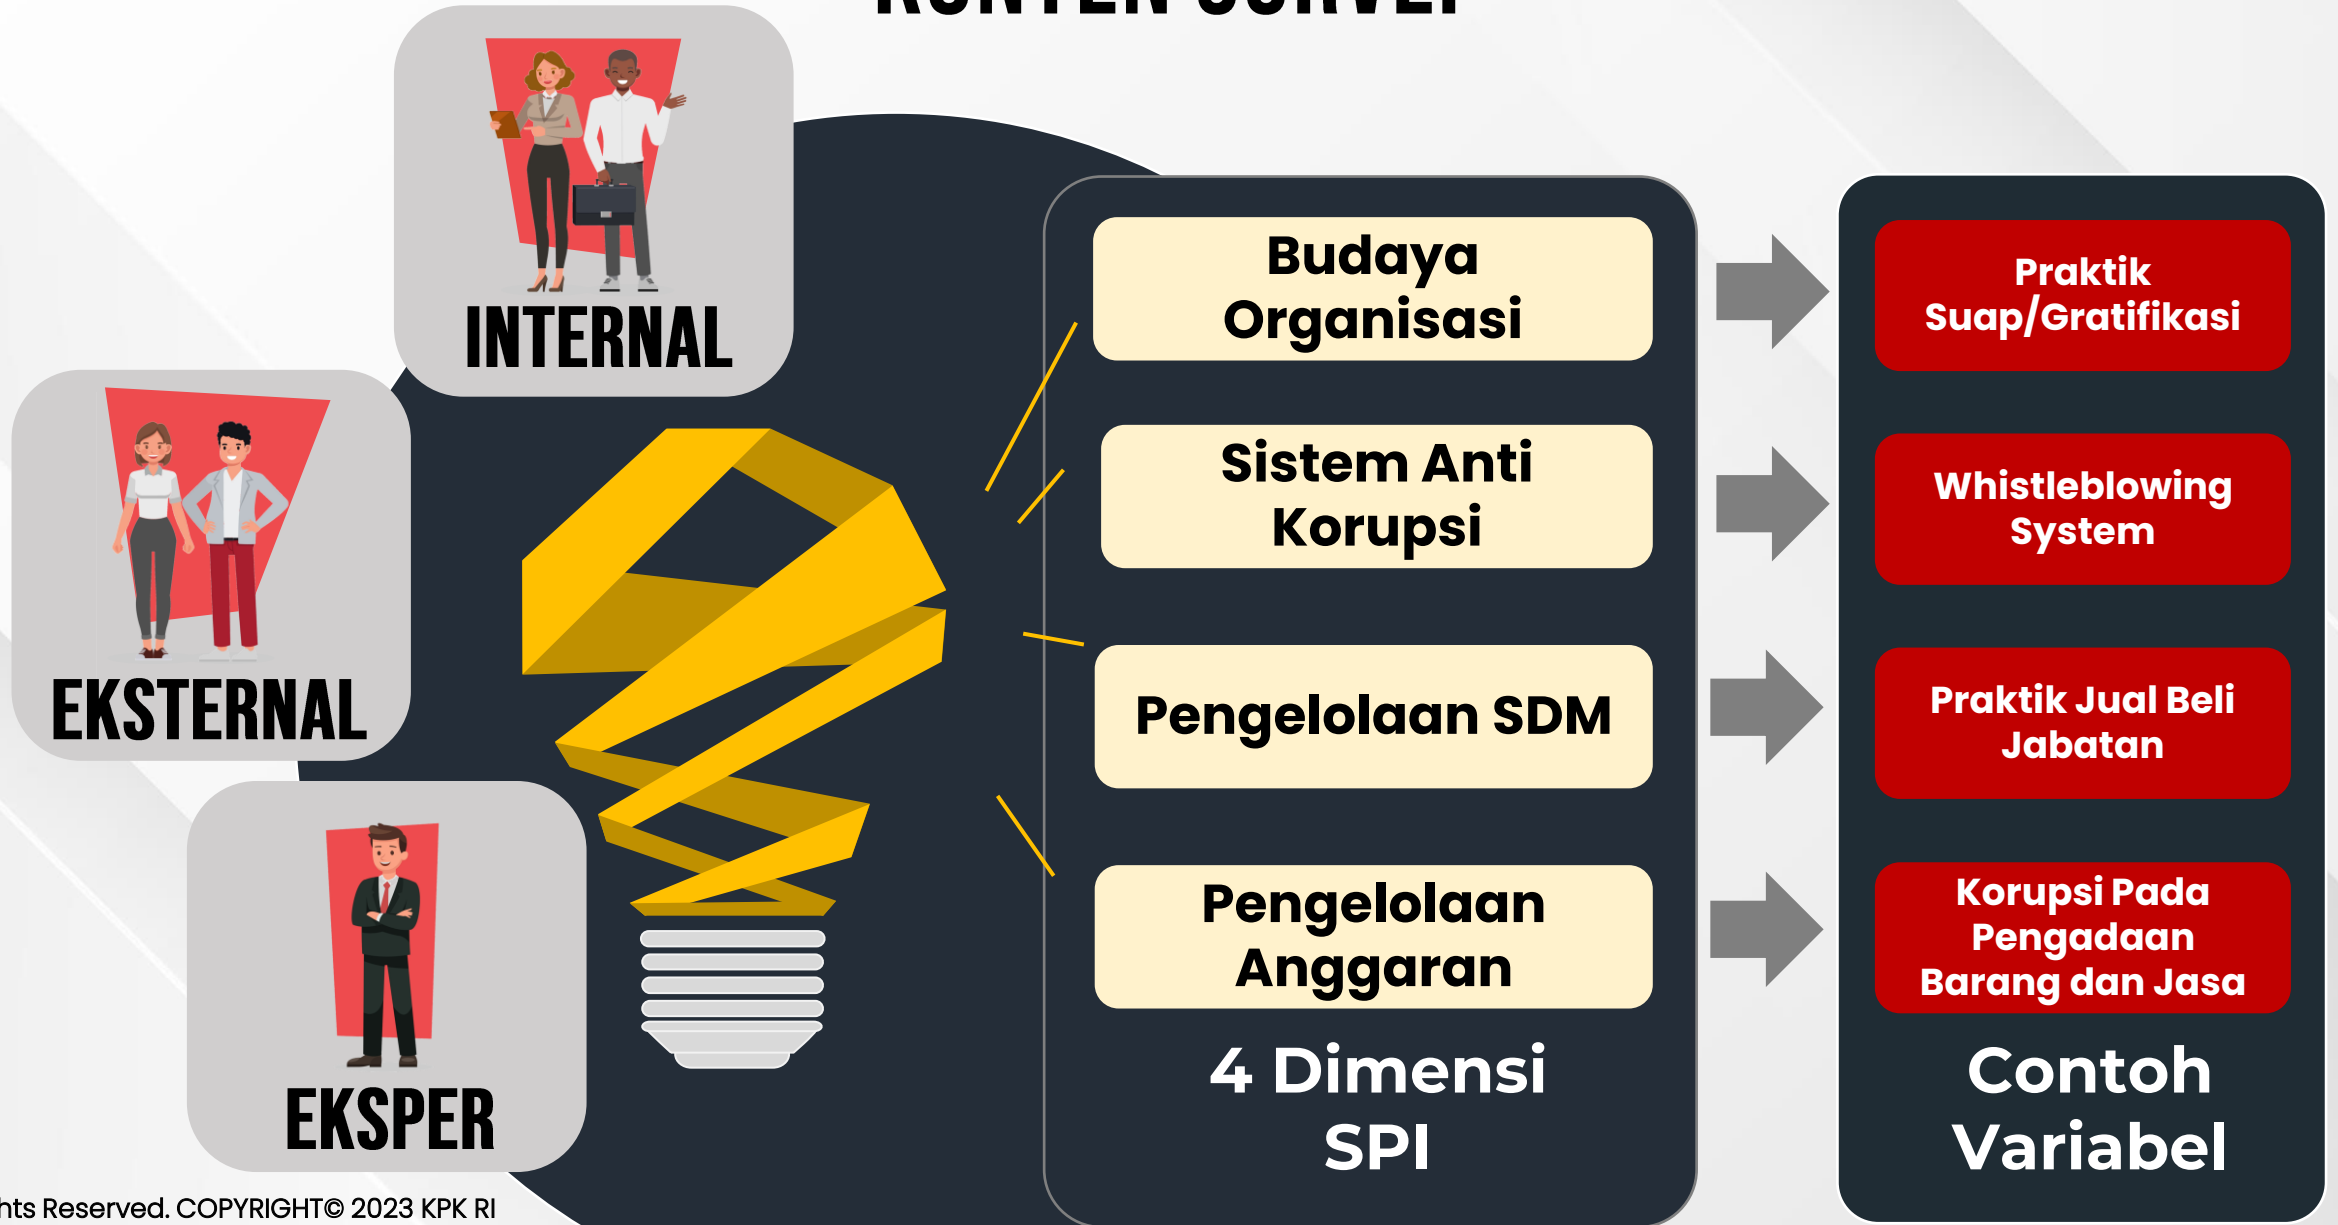 KONTEN SURVEI
INTERNAL
EKSTERNAL
EKSPER
Budaya
Organisasi
Sistem Anti
Korupsi
Pengelolaan SDM
Pengelolaan
Anggaran
4 Dimensi
SPI
Praktik
Suap/Gratifikasi
Whistleblowing
System
Praktik Jual Beli
Jabatan
Korupsi Pada
Pengadaan
Barang dan Jasa
Contoh
Variabel
hts Reserved. COPYRIGHT© 2023 KPK RI